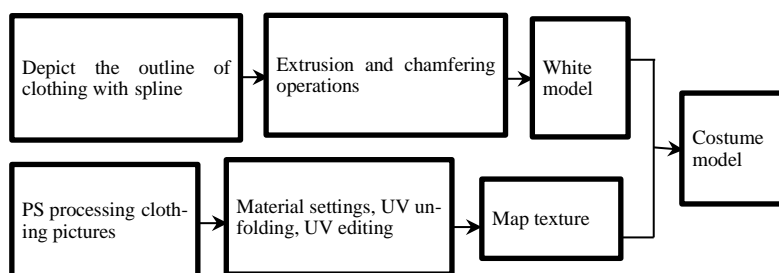 Depict the outline of
clothing with spline
Extrusion and chamfering
operations
White
model
Costume
model
PS processing cloth-
ing pictures
Material settings, UV un-
folding, UV editing
Map texture